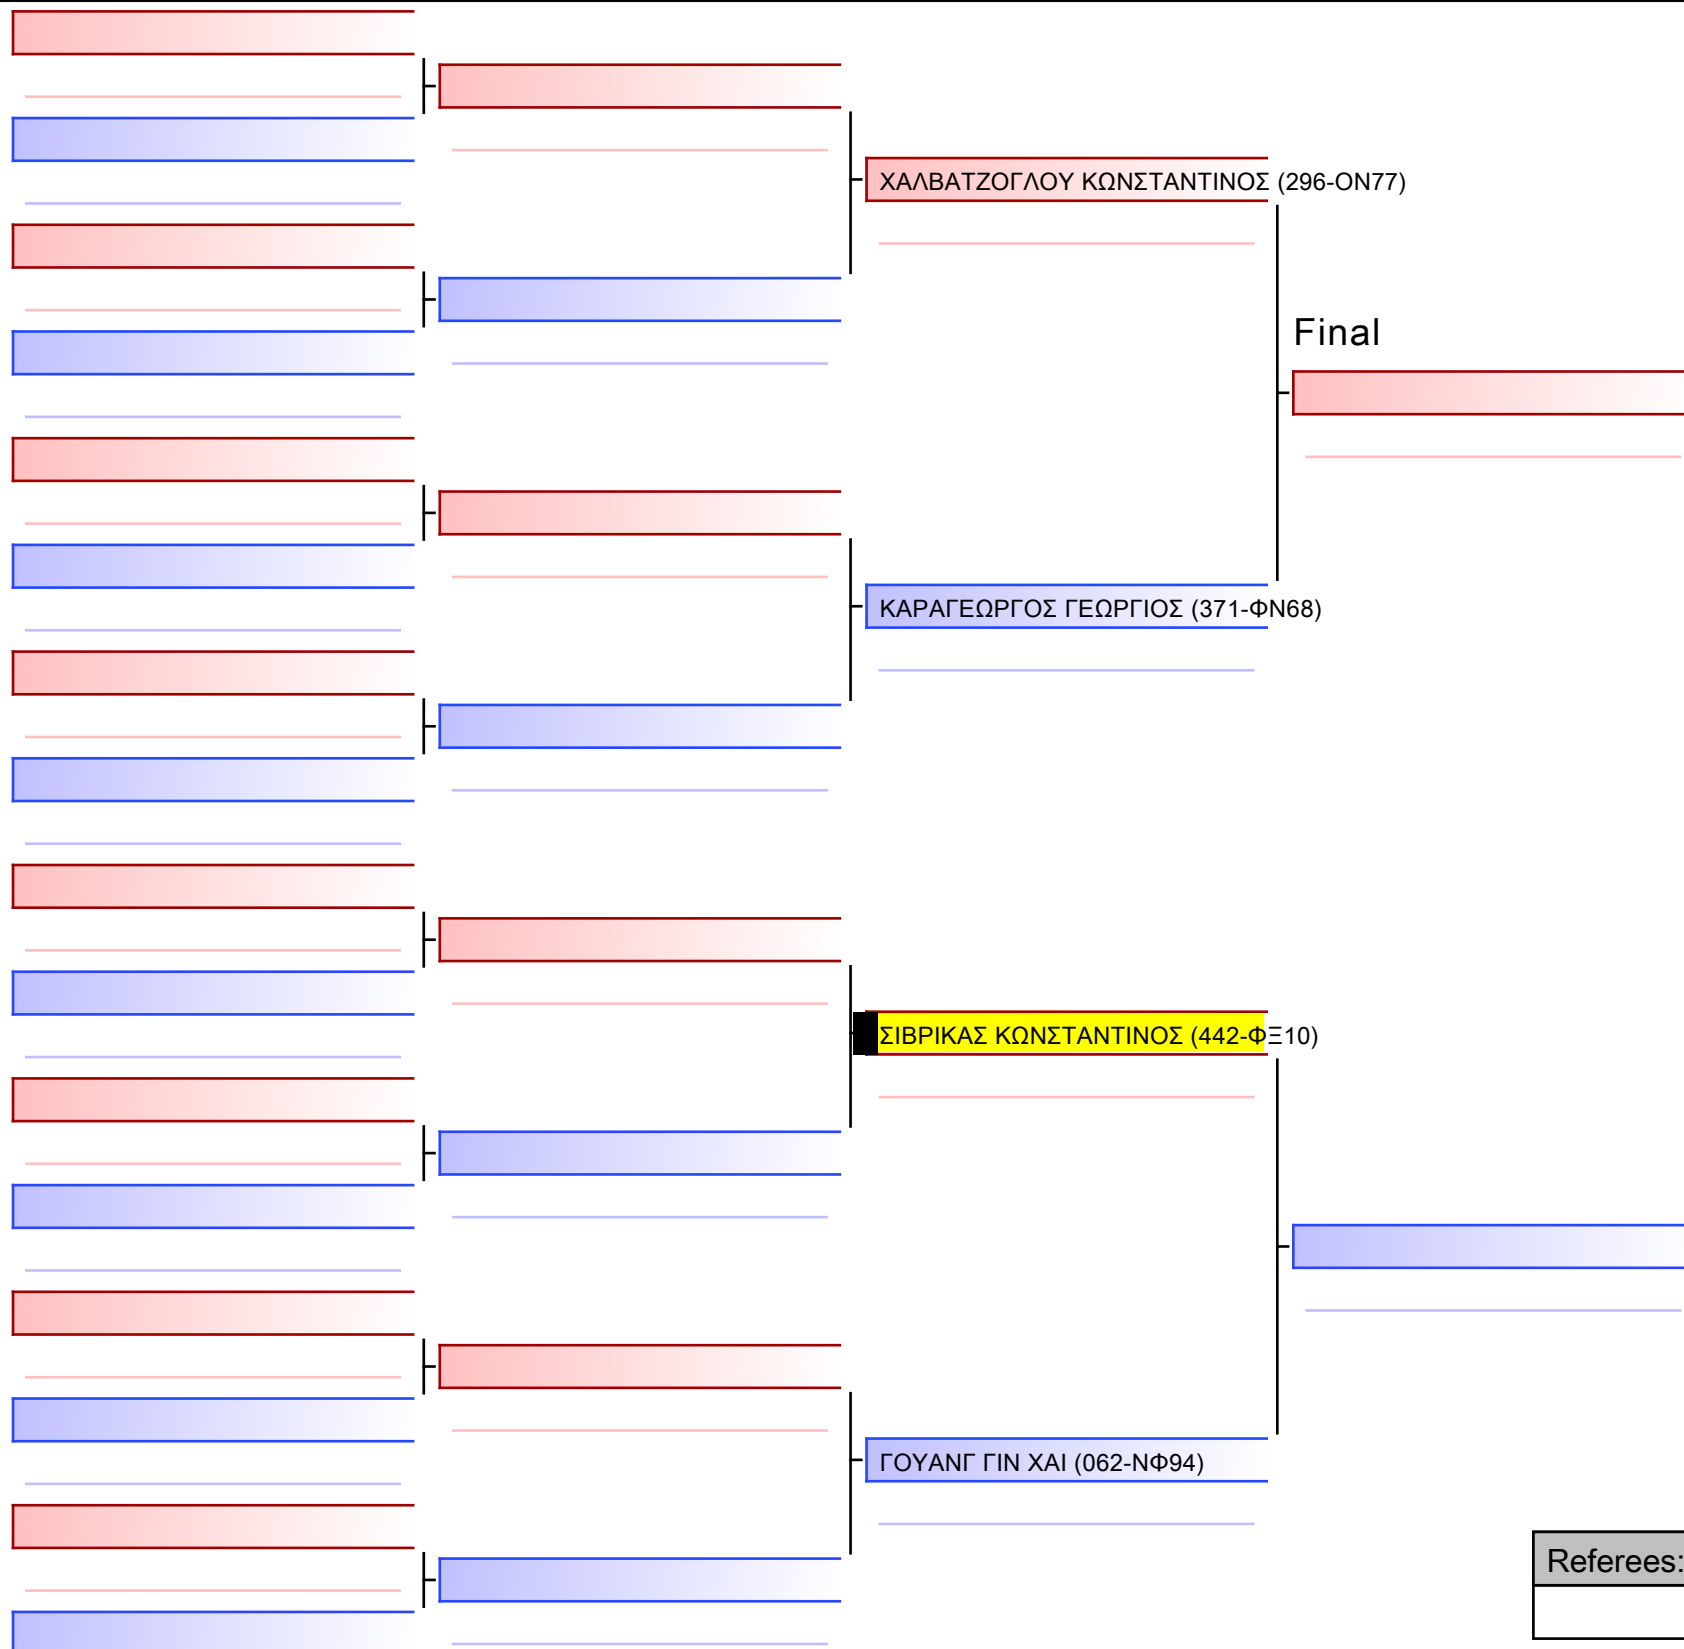 ΧΑΛΒΑΤΖΟΓΛΟΥ ΚΩΝΣΤΑΝΤΙΝΟΣ (296-ΟΝ77)
Final
ΚΑΡΑΓΕΩΡΓΟΣ ΓΕΩΡΓΙΟΣ (371-ΦΝ68)
ΣΙΒΡΙΚΑΣ ΚΩΝΣΤΑΝΤΙΝΟΣ (442-ΦΞ10)
ΓΟΥΑΝΓ ΓΙΝ ΧΑΙ (062-ΝΦ94)
Referees: